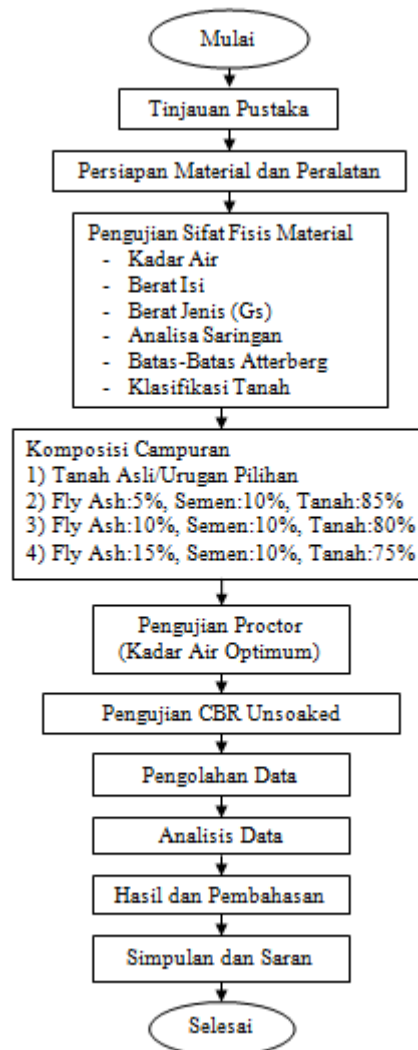 Mulai
Tinjauan Pustaka
Persiapan Material dan Peralatan
Pengujian Sifat Fisis Material
- Kadar Air
- Berat Isi
- Berat Jenis (Gs)
- Analisa Saringan
- Batas-Batas Atterberg
- Klasifikasi Tanah
Komposisi Campuran
1) Tanah Asli/Urugan Pilihan
2) Fly Ash:5%, Semen:10%, Tanah:85%
3) Fly Ash:10%, Semen:10%, Tanah:80%
4) Fly Ash:15%, Semen:10%, Tanah:75%
Pengujian Proctor
(Kadar Air Optimum)
Pengujian CBR Unsoaked
Pengolahan Data
Analisis Data
Hasil dan Pembahasan
Simpulan dan Saran
Selesai